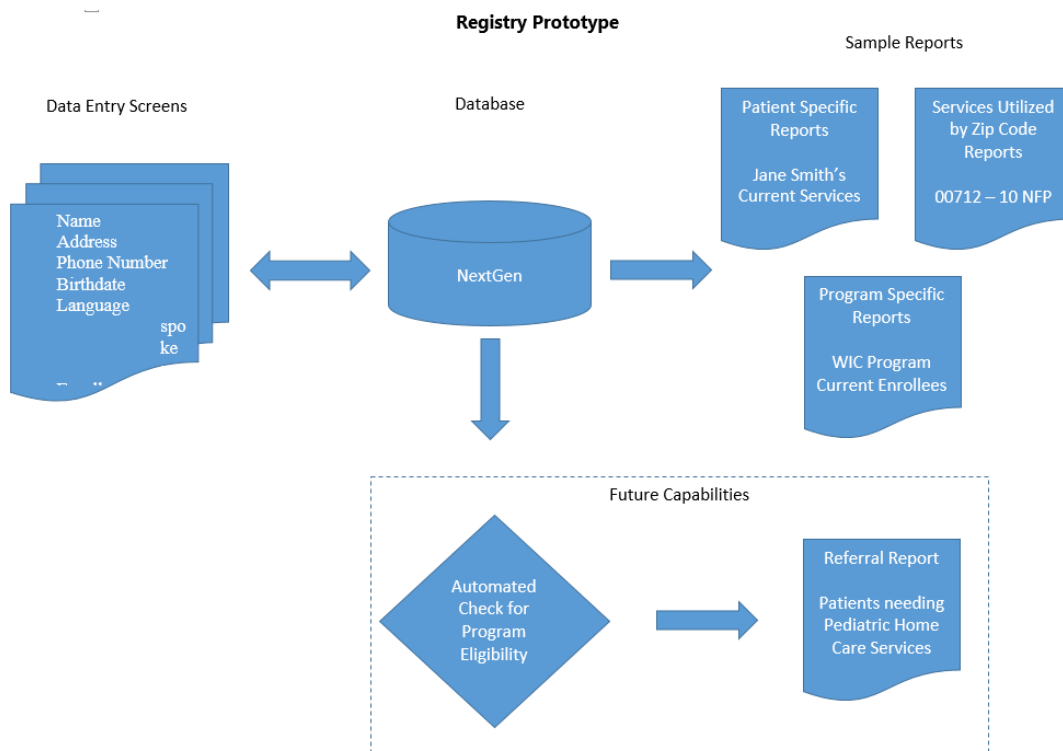 Registry Prototype
Sample Reports
Data Entry Screens
Database
Patient Specific
Reports
Jane Smith’s
Current Services
Services Utilized
by Zip Code
Reports
00712 – 10 NFP
Name
Address
Phone Number
Birthdate
Language
spo
ke
NextGen
Program Specific
Reports
WIC Program
Current Enrollees
Future Capabilities
Automated
Check for
Program
Eligibility
Referral Report
Patients needing
Pediatric Home
Care Services